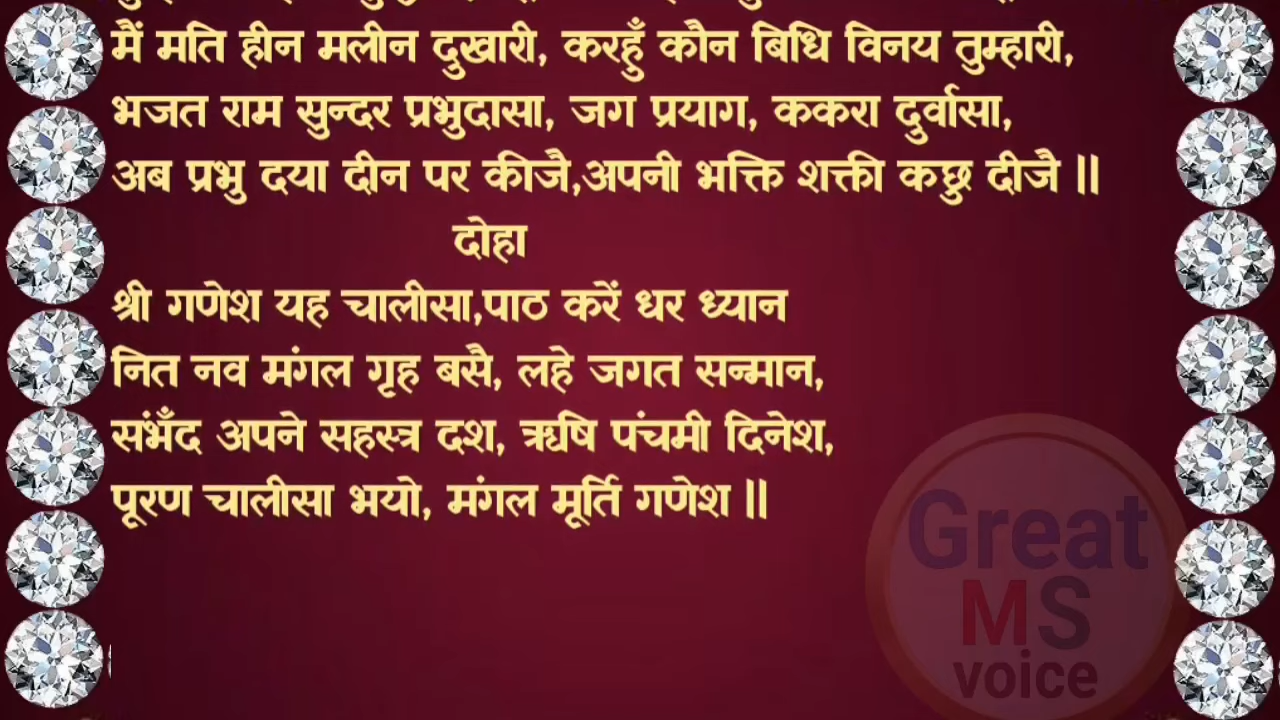 मैं मति हीन मलीन दुखारी, करहुँ कौन बिधि विनय तुम्हारी,
भजत राम सुन्दर प्रभुदासा, जग प्रयाग, ककरा दुर्वासा,
अब प्रभु दया दीन पर कीजै,अपनी भक्ति शक्ती कछु दीजै ॥
दोहा
श्री गणेश यह चालीसा,पाठ करें धर ध्यान
नित नव मंगल गृह बसै, लहे जगत सन्मान,
संभँद अपने सहस्त्र दश, ऋषि पंचमी दिनेश,
पूरण चालीसा भयो, मंगल मूर्ति गणेश ॥
Great
MS
voice